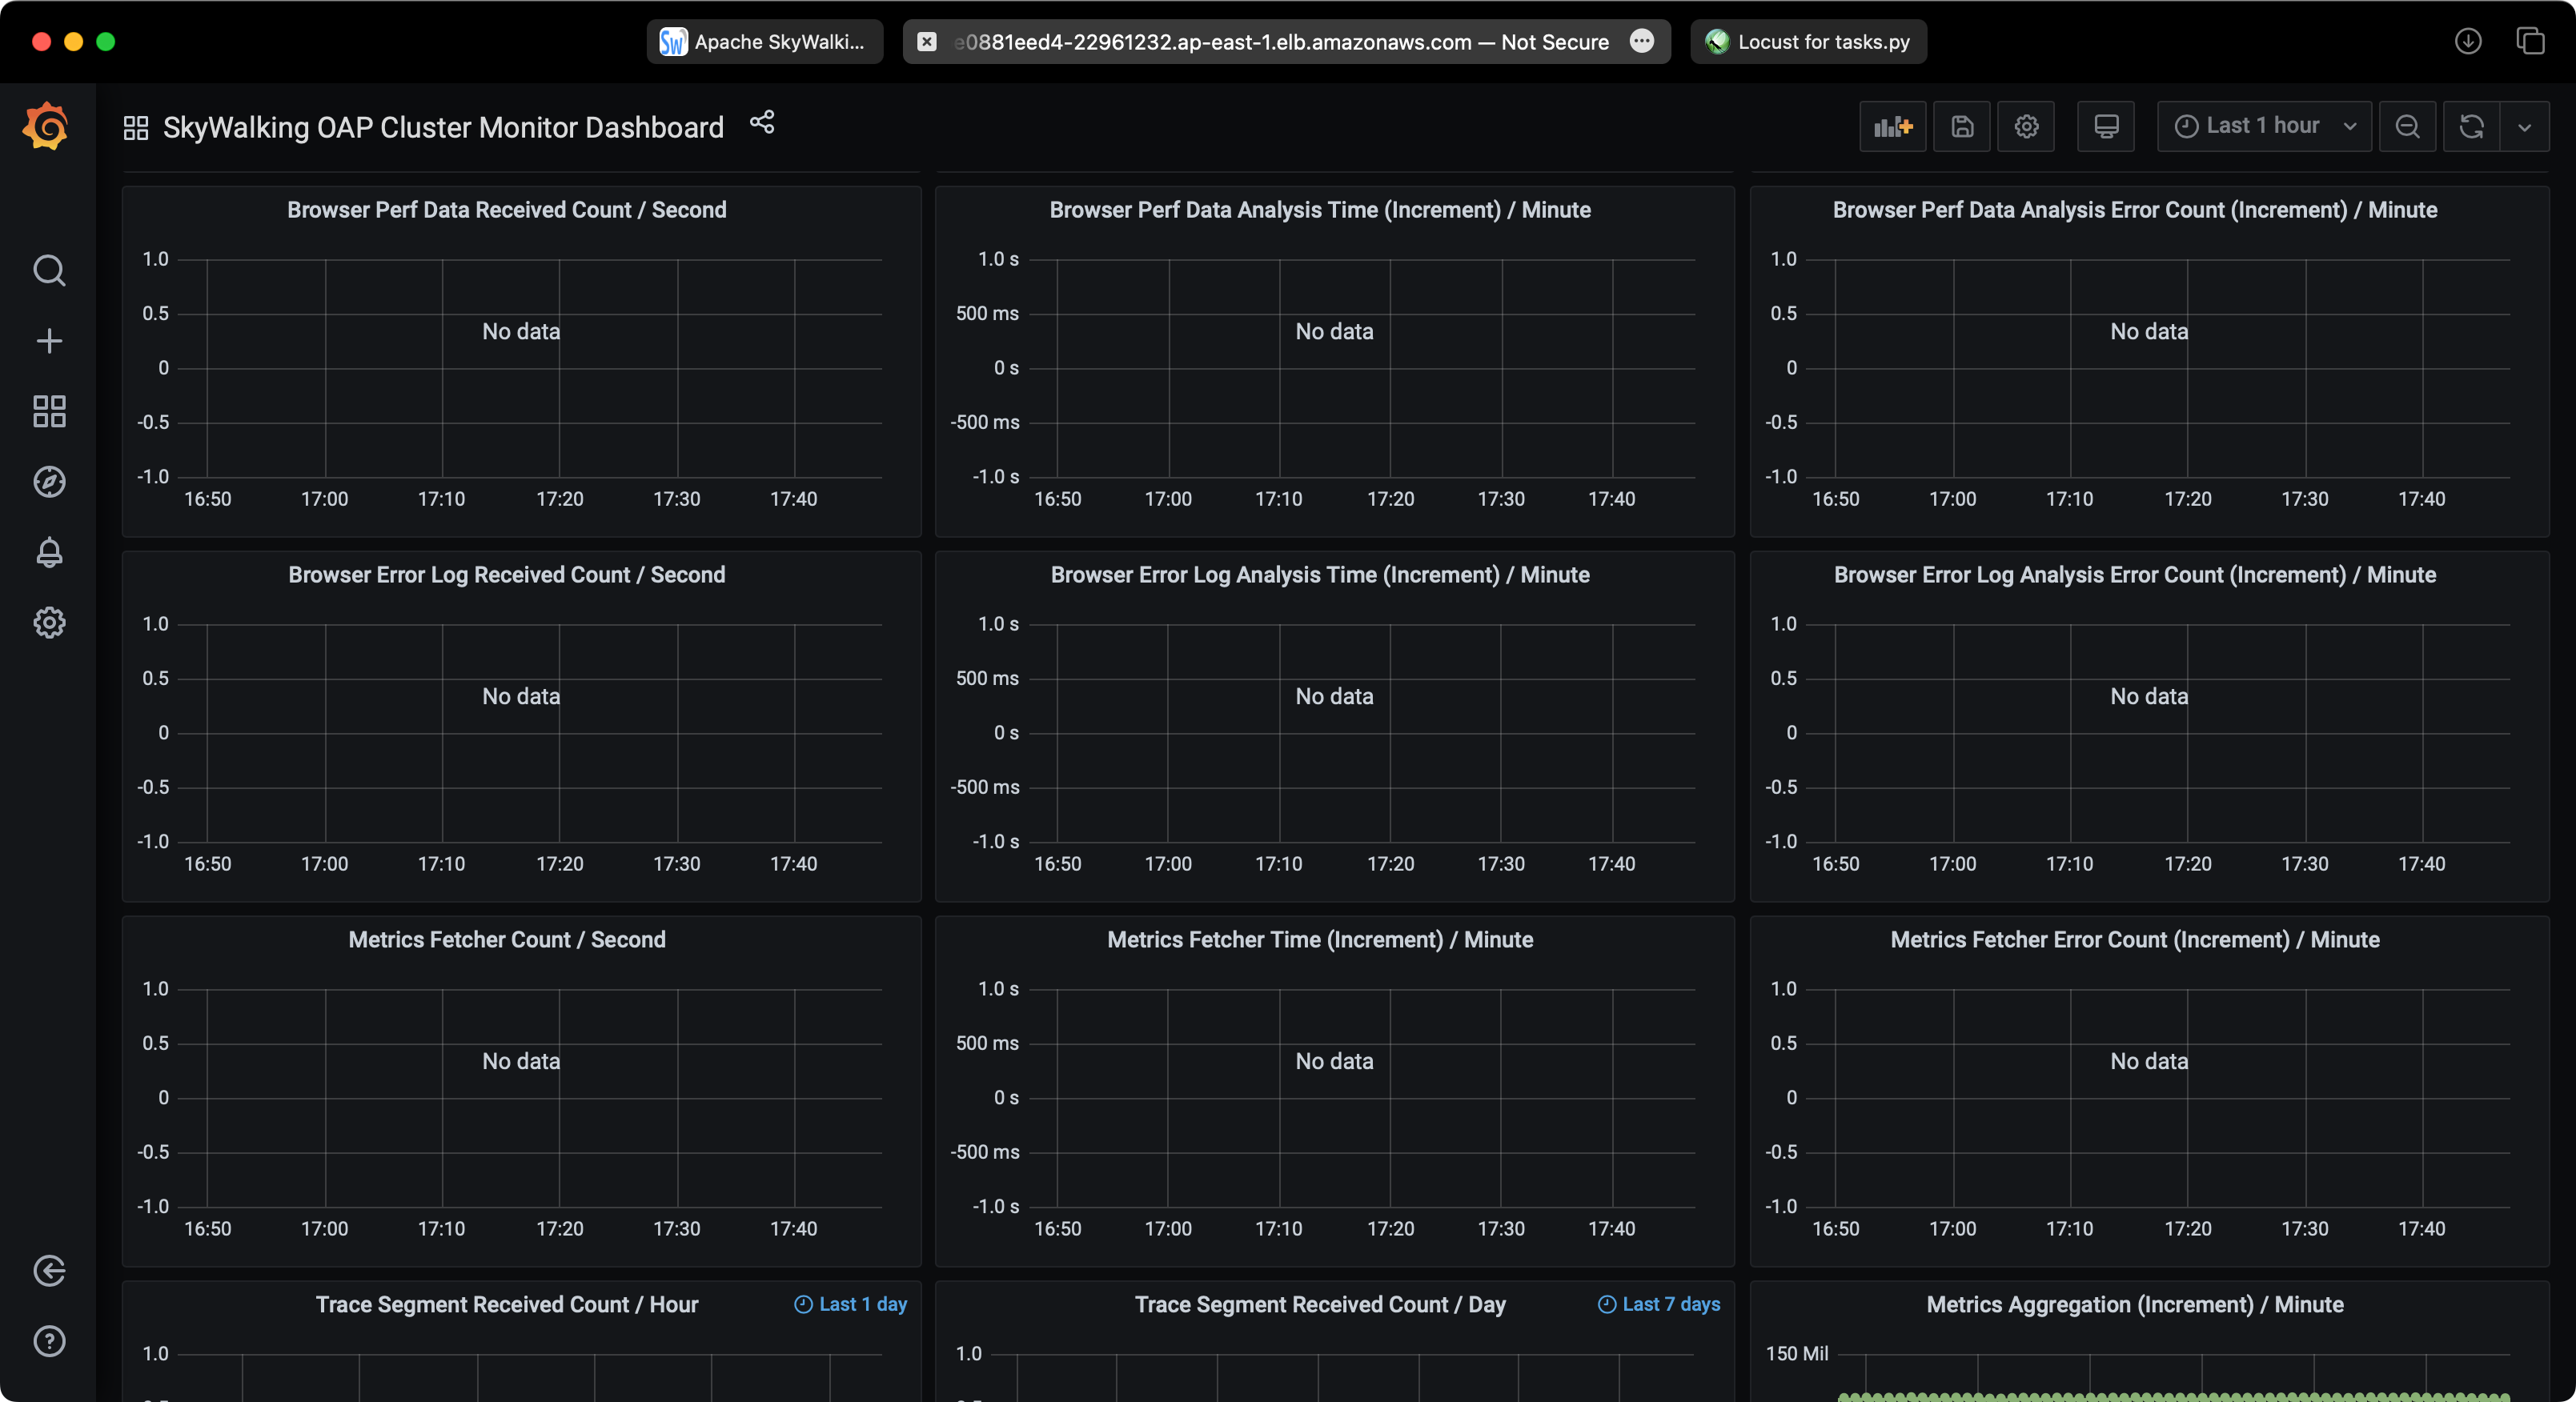 Apache SkyWalki...
e0881eed4-22961232.ap-east-1.elb.amazonaws.com — Not Secure
Locust for tasks.py
SkyWalking OAP Cluster Monitor Dashboard
Last 1 hour
Browser Perf Data Received Count / Second
1.0
0.5
No data
0
-0.5
-1.0
16:50 17:00 17:10 17:20 17:30 17:40
Browser Perf Data Analysis Time (Increment) / Minute
1.0 s
500 ms
No data
0 s
-500 ms
-1.0 s
16:50 17:00 17:10 17:20 17:30 17:40
Browser Perf Data Analysis Error Count (Increment) / Minute
1.0
0.5
No data
0
-0.5
-1.0
16:50 17:00 17:10 17:20 17:30 17:40
Browser Error Log Received Count / Second
1.0
0.5
No data
0
-0.5
-1.0
16:50 17:00 17:10 17:20 17:30 17:40
Browser Error Log Analysis Time (Increment) / Minute
1.0 s
500 ms
No data
0 s
-500 ms
-1.0 s
16:50 17:00 17:10 17:20 17:30 17:40
Browser Error Log Analysis Error Count (Increment) / Minute
1.0
0.5
No data
0
-0.5
-1.0
16:50 17:00 17:10 17:20 17:30 17:40
Metrics Fetcher Count / Second
1.0
0.5
No data
0
-0.5
-1.0
16:50 17:00 17:10 17:20 17:30 17:40
Metrics Fetcher Time (Increment) / Minute
1.0 s
500 ms
No data
0 s
-500 ms
-1.0 s
16:50 17:00 17:10 17:20 17:30 17:40
Metrics Fetcher Error Count (Increment) / Minute
1.0
0.5
No data
0
-0.5
-1.0
16:50 17:00 17:10 17:20 17:30 17:40
Trace Segment Received Count / Hour
Last 1 day
1.0
Trace Segment Received Count / Day
Last 7 days
1.0
Metrics Aggregation (Increment) / Minute
150 Mil